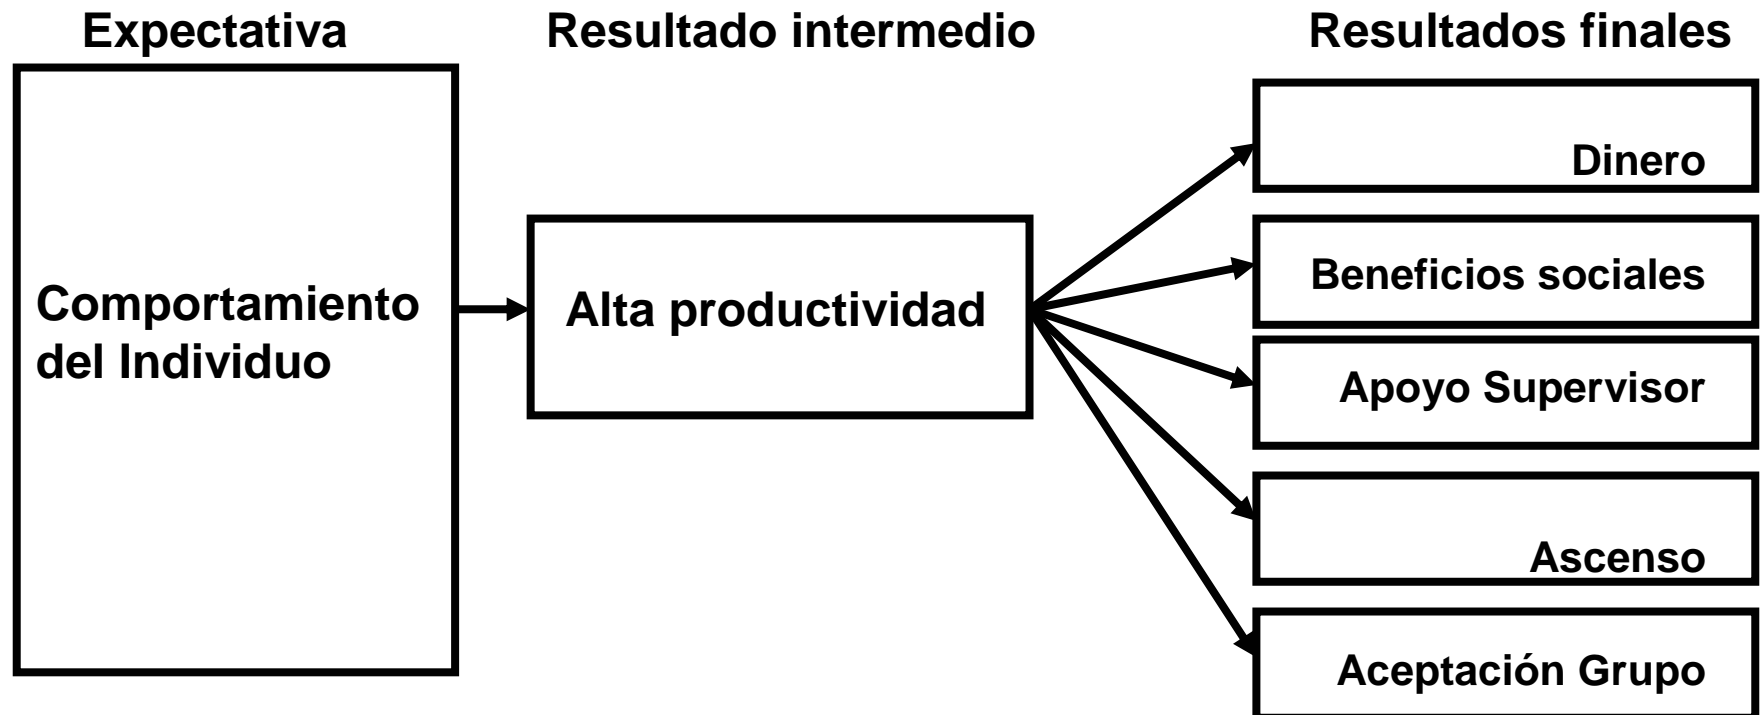 Expectativa
Resultado intermedio
Resultados finales
Comportamiento
del Individuo
Alta productividad
Dinero
Beneficios sociales
Apoyo Supervisor
Ascenso
Aceptación Grupo